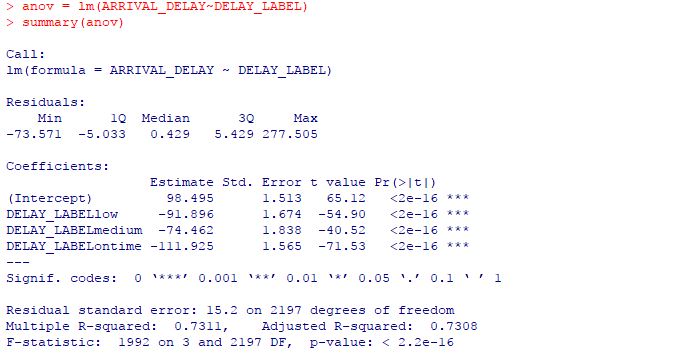 > anov = lm(ARRIVAL_DELAY~DELAY_LABEL)
> summary(anov)
Call:
lm(formula = ARRIVAL_DELAY ~ DELAY_LABEL)
Residuals:
Min 1Q Median 3Q Max
-73.571 -5.033 0.429 5.429 277.505
Coefficients:
Estimate Std. Error t value Pr(>|t|)
(Intercept) 98.495 1.513 65.12 <2e-16 ***
DELAY_LABELlow -91.896 1.674 -54.90 <2e-16 ***
DELAY_LABELmedium -74.462 1.838 -40.52 <2e-16 ***
DELAY_LABELontime -111.925 1.565 -71.53 <2e-16 ***
---
Signif. codes: 0 ‘***’ 0.001 ‘**’ 0.01 ‘*’ 0.05 ‘.’ 0.1 ‘ ’ 1
Residual standard error: 15.2 on 2197 degrees of freedom
Multiple R-squared: 0.7311, Adjusted R-squared: 0.7308
F-statistic: 1992 on 3 and 2197 DF, p-value: < 2.2e-16